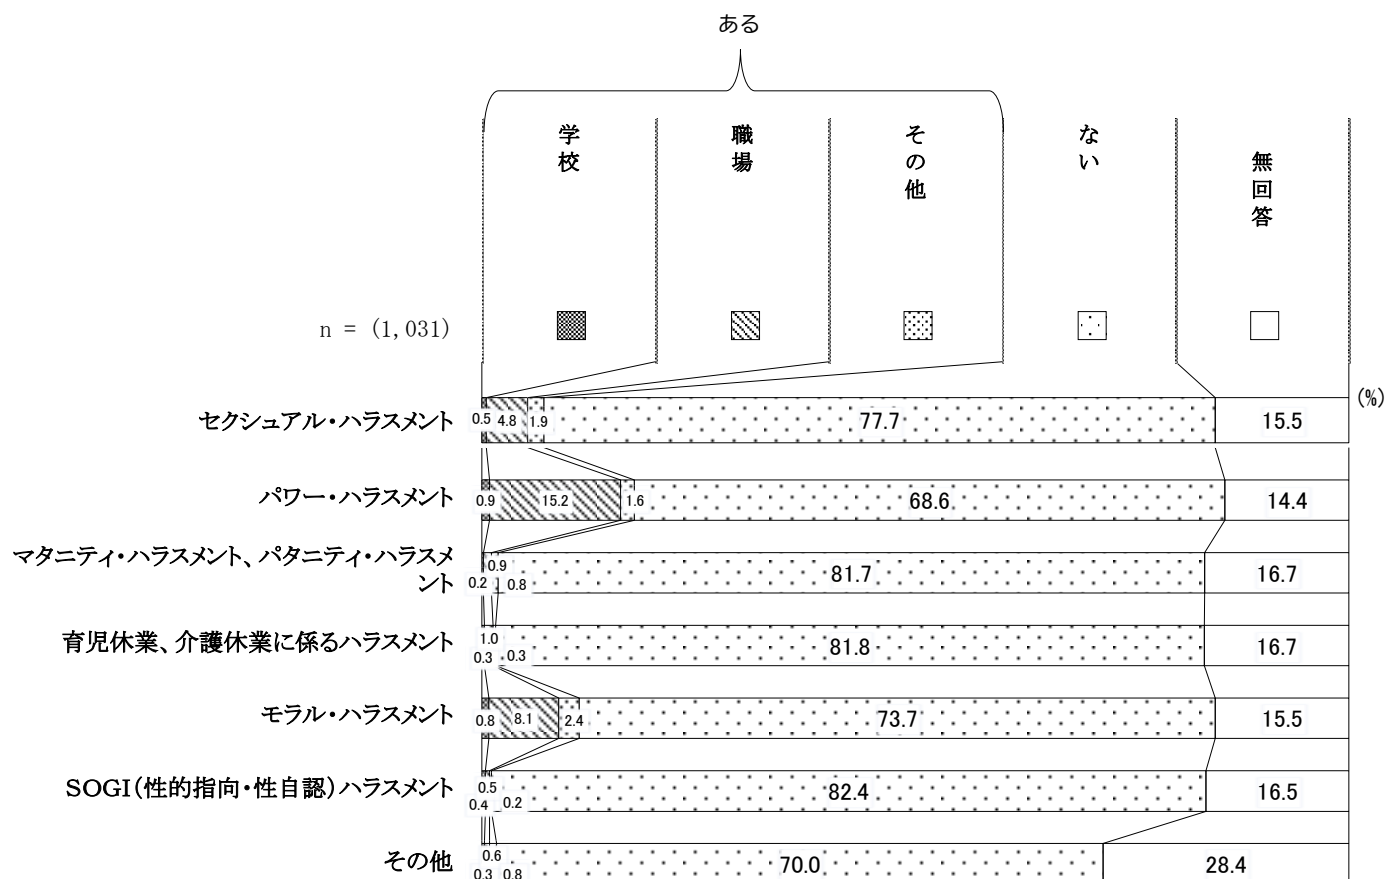 ある
学校
職場
その他
ない
無回答
n = (1,031)
(%)
セクシュアル・ハラスメント
0.5 4.8 1.9 77.7 15.5
パワー・ハラスメント
0.9 15.2 1.6 68.6 14.4
マタニティ・ハラスメント、パタニティ・ハラスメ
ント
0.2 0.9 0.8 81.7 16.7
育児休業、介護休業に係るハラスメント
0.3 1.0 0.3 81.8 16.7
モラル・ハラスメント
0.8 8.1 2.4 73.7 15.5
SOGI(性的指向・性自認)ハラスメント
0.4 0.5 0.2 82.4 16.5
その他
0.3 0.6 0.8 70.0 28.4